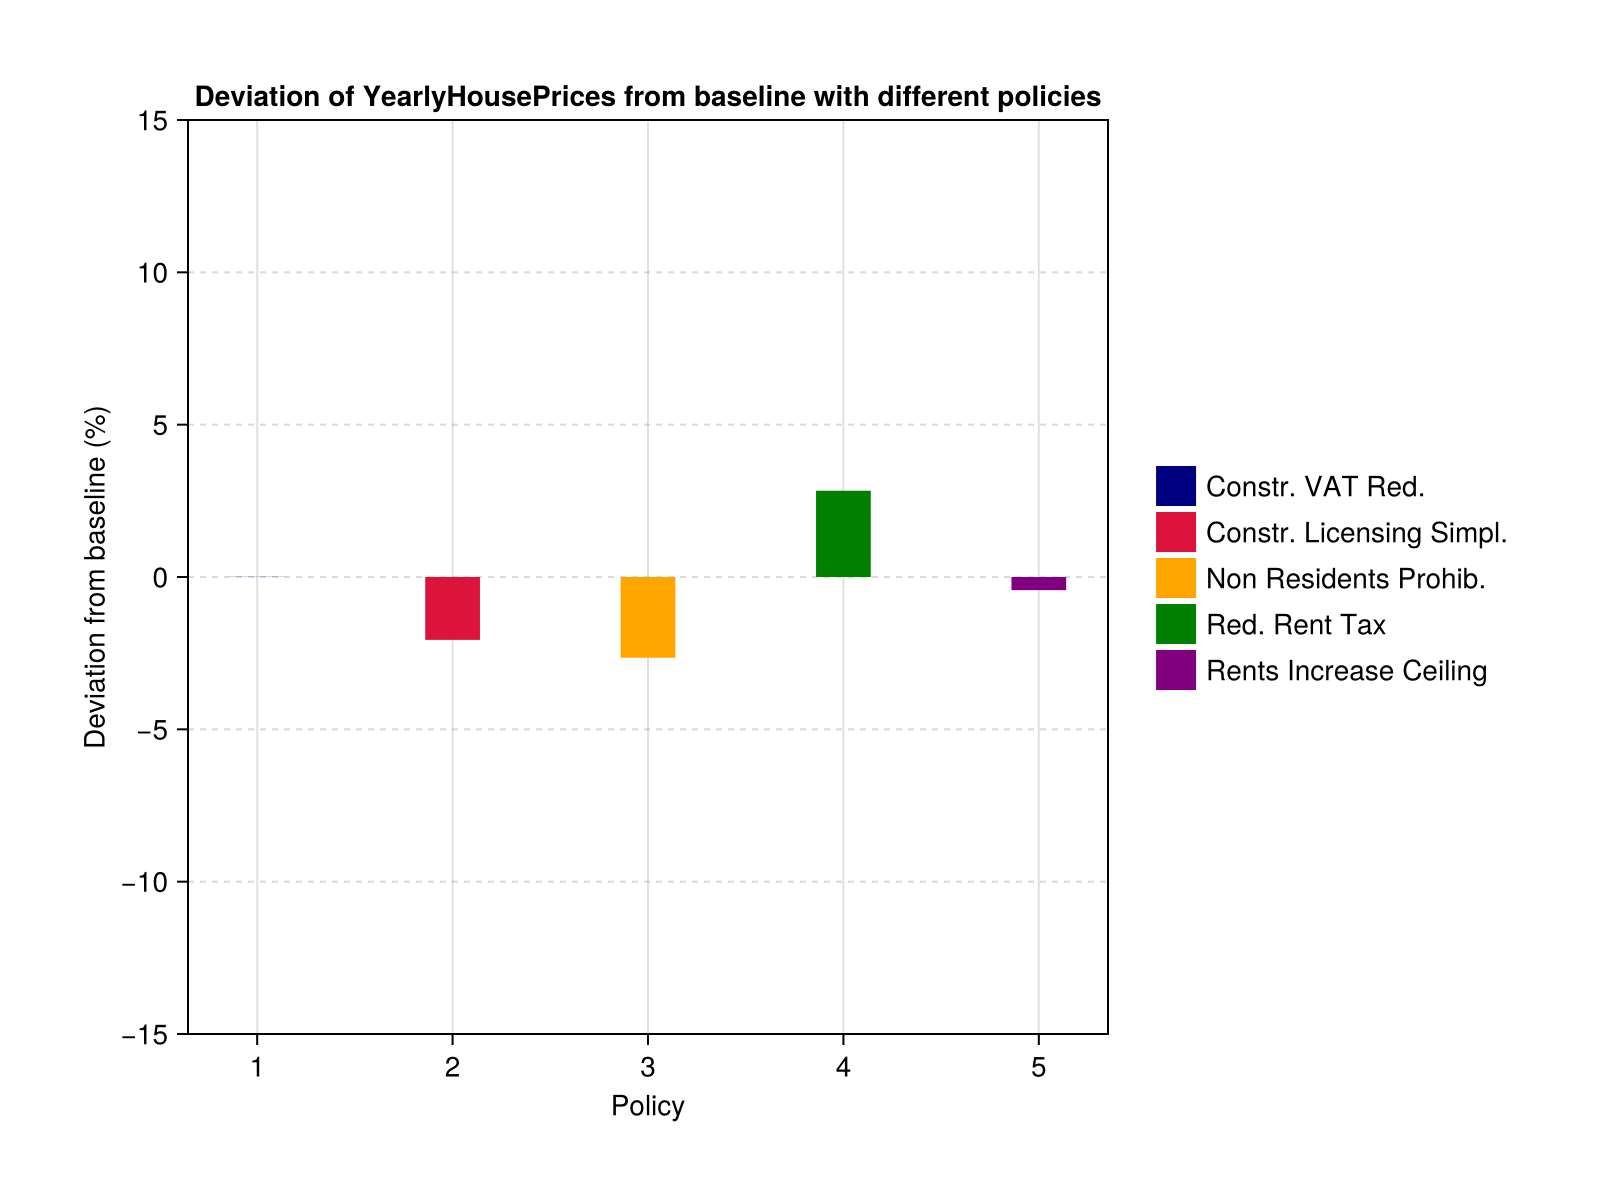 Deviation of YearlyHousePrices from baseline with different policies
15
10
5
0
−5
−10
−15
Deviation from baseline (%)
1 2 3 4 5
Policy
Constr. VAT Red.
Constr. Licensing Simpl.
Non Residents Prohib.
Red. Rent Tax
Rents Increase Ceiling